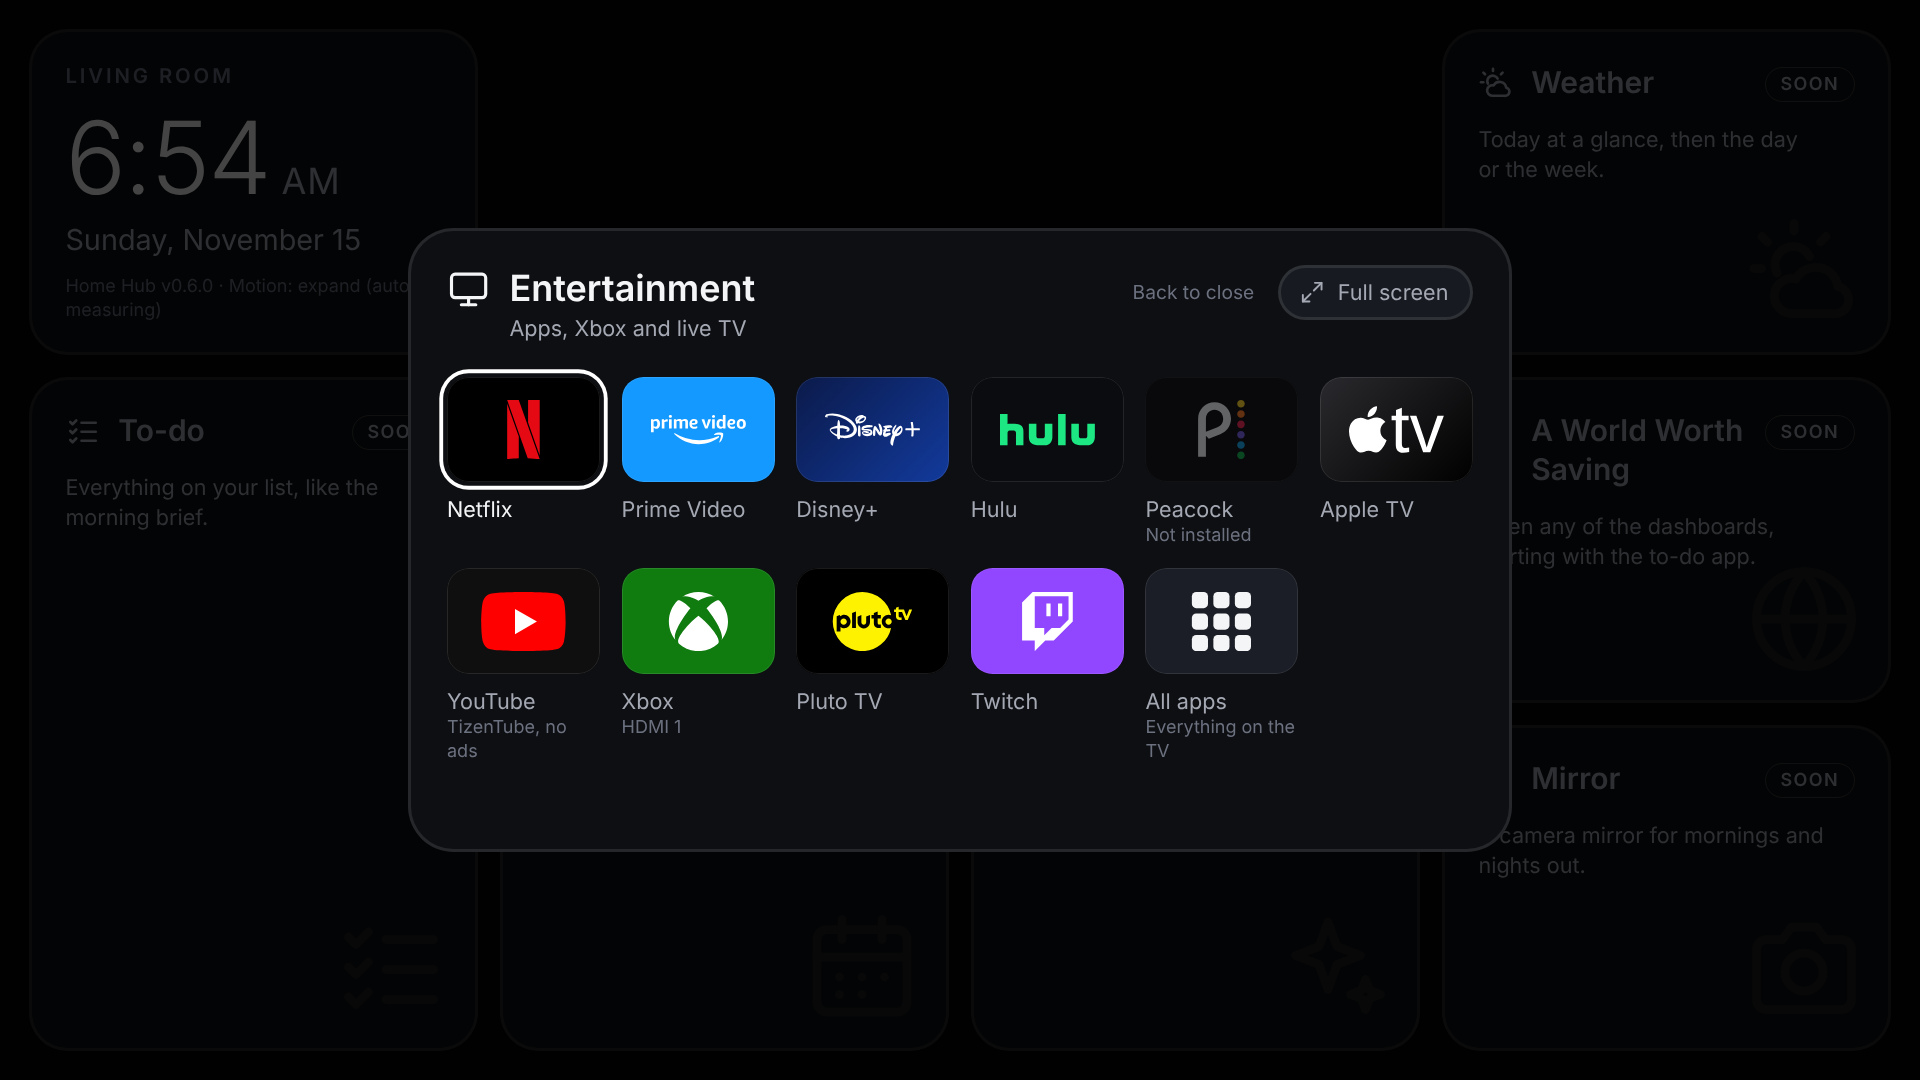 LIVING ROOM
6:54 AM
Sunday, November 15
Home Hub v0.6.0 · Motion: expand (auto
measuring)
To-do
SOO
Everything on your list, like the
morning brief.
Entertainment
Apps, Xbox and live TV
Back to close
Full screen
Netflix
prime video
Prime Video
Disney+
Disney+
hulu
Hulu
P
Peacock
Not installed
tv
Apple TV
YouTube
TizenTube, no
ads
Xbox
HDMI 1
pluto tv
Pluto TV
Twitch
All apps
Everything on the
TV
Weather
SOON
Today at a glance, then the day
or the week.
A World Worth
Saving
SOON
en any of the dashboards,
rting with the to-do app.
Mirror
SOON
camera mirror for mornings and
nights out.